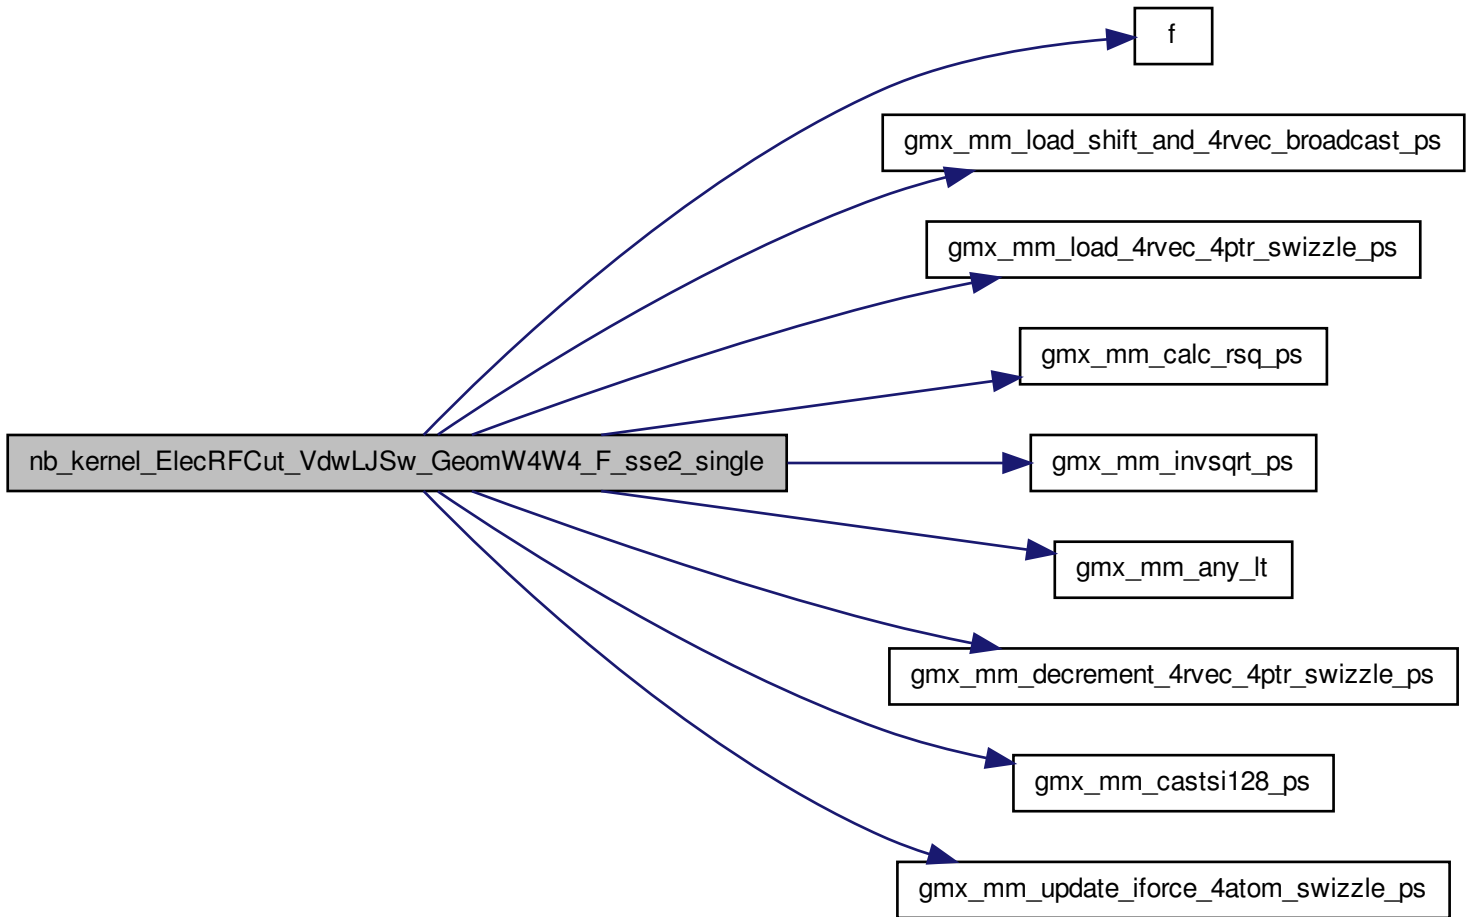 f
gmx_mm_load_shift_and_4rvec_broadcast_ps
gmx_mm_load_4rvec_4ptr_swizzle_ps
gmx_mm_calc_rsq_ps
nb_kernel_ElecRFCut_VdwLJSw_GeomW4W4_F_sse2_single
gmx_mm_invsqrt_ps
gmx_mm_any_lt
gmx_mm_decrement_4rvec_4ptr_swizzle_ps
gmx_mm_castsi128_ps
gmx_mm_update_iforce_4atom_swizzle_ps